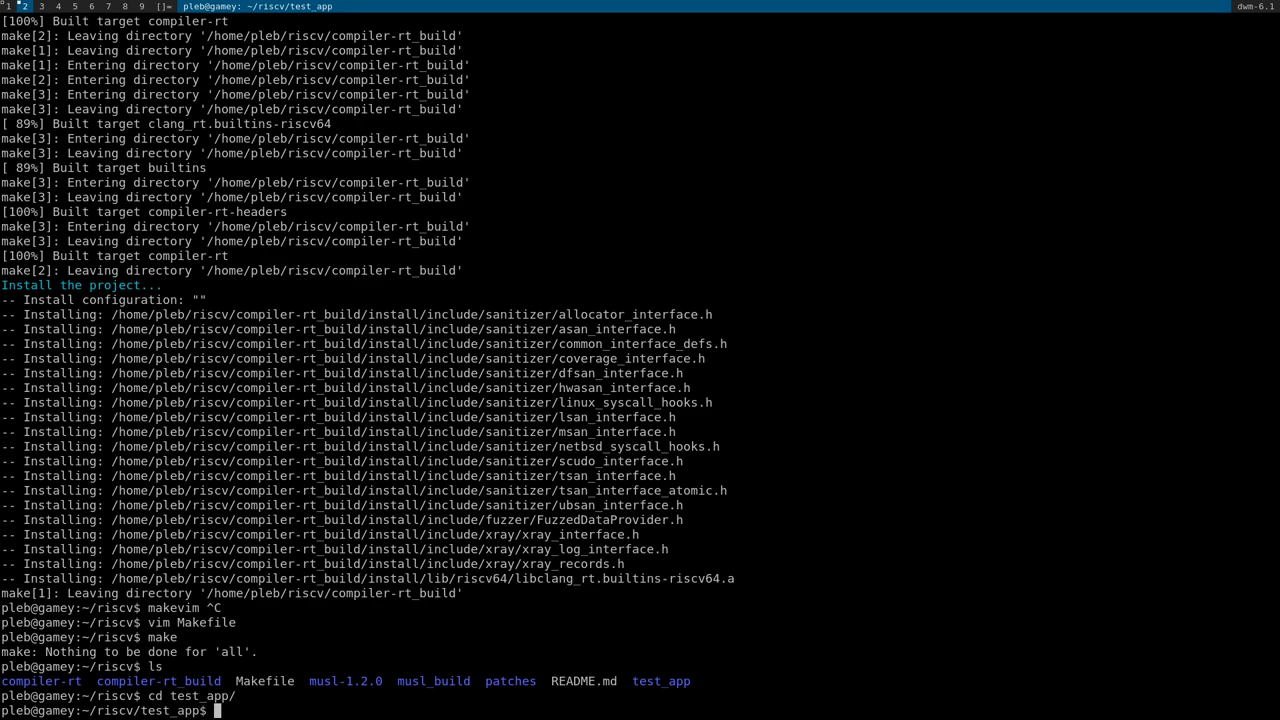 1 2 3 4 5 6 7 8 9 []= pleb@gamey: ~/riscv/test_app dwm-6.1
[100%] Built target compiler-rt
make[2]: Leaving directory '/home/pleb/riscv/compiler-rt_build'
make[1]: Leaving directory '/home/pleb/riscv/compiler-rt_build'
make[1]: Entering directory '/home/pleb/riscv/compiler-rt_build'
make[2]: Entering directory '/home/pleb/riscv/compiler-rt_build'
make[3]: Entering directory '/home/pleb/riscv/compiler-rt_build'
make[3]: Leaving directory '/home/pleb/riscv/compiler-rt_build'
[ 89%] Built target clang_rt.builtins-riscv64
make[3]: Entering directory '/home/pleb/riscv/compiler-rt_build'
make[3]: Leaving directory '/home/pleb/riscv/compiler-rt_build'
[ 89%] Built target builtins
make[3]: Entering directory '/home/pleb/riscv/compiler-rt_build'
make[3]: Leaving directory '/home/pleb/riscv/compiler-rt_build'
[100%] Built target compiler-rt-headers
make[3]: Entering directory '/home/pleb/riscv/compiler-rt_build'
make[3]: Leaving directory '/home/pleb/riscv/compiler-rt_build'
[100%] Built target compiler-rt
make[2]: Leaving directory '/home/pleb/riscv/compiler-rt_build'
Install the project...
-- Install configuration: ""
-- Installing: /home/pleb/riscv/compiler-rt_build/install/include/sanitizer/allocator_interface.h
-- Installing: /home/pleb/riscv/compiler-rt_build/install/include/sanitizer/asan_interface.h
-- Installing: /home/pleb/riscv/compiler-rt_build/install/include/sanitizer/common_interface_defs.h
-- Installing: /home/pleb/riscv/compiler-rt_build/install/include/sanitizer/coverage_interface.h
-- Installing: /home/pleb/riscv/compiler-rt_build/install/include/sanitizer/dfsan_interface.h
-- Installing: /home/pleb/riscv/compiler-rt_build/install/include/sanitizer/hwasan_interface.h
-- Installing: /home/pleb/riscv/compiler-rt_build/install/include/sanitizer/linux_syscall_hooks.h
-- Installing: /home/pleb/riscv/compiler-rt_build/install/include/sanitizer/lsan_interface.h
-- Installing: /home/pleb/riscv/compiler-rt_build/install/include/sanitizer/msan_interface.h
-- Installing: /home/pleb/riscv/compiler-rt_build/install/include/sanitizer/netbsd_syscall_hooks.h
-- Installing: /home/pleb/riscv/compiler-rt_build/install/include/sanitizer/scudo_interface.h
-- Installing: /home/pleb/riscv/compiler-rt_build/install/include/sanitizer/tsan_interface.h
-- Installing: /home/pleb/riscv/compiler-rt_build/install/include/sanitizer/tsan_interface_atomic.h
-- Installing: /home/pleb/riscv/compiler-rt_build/install/include/sanitizer/ubsan_interface.h
-- Installing: /home/pleb/riscv/compiler-rt_build/install/include/fuzzer/FuzzedDataProvider.h
-- Installing: /home/pleb/riscv/compiler-rt_build/install/include/xray/xray_interface.h
-- Installing: /home/pleb/riscv/compiler-rt_build/install/include/xray/xray_log_interface.h
-- Installing: /home/pleb/riscv/compiler-rt_build/install/include/xray/xray_records.h
-- Installing: /home/pleb/riscv/compiler-rt_build/install/lib/riscv64/libclang_rt.builtins-riscv64.a
make[1]: Leaving directory '/home/pleb/riscv/compiler-rt_build'
pleb@gamey:~/riscv$ makevim ^C
pleb@gamey:~/riscv$ vim Makefile
pleb@gamey:~/riscv$ make
make: Nothing to be done for 'all'.
pleb@gamey:~/riscv$ ls
compiler-rt compiler-rt_build Makefile musl-1.2.0 musl_build patches README.md test_app
pleb@gamey:~/riscv$ cd test_app/
pleb@gamey:~/riscv/test_app$